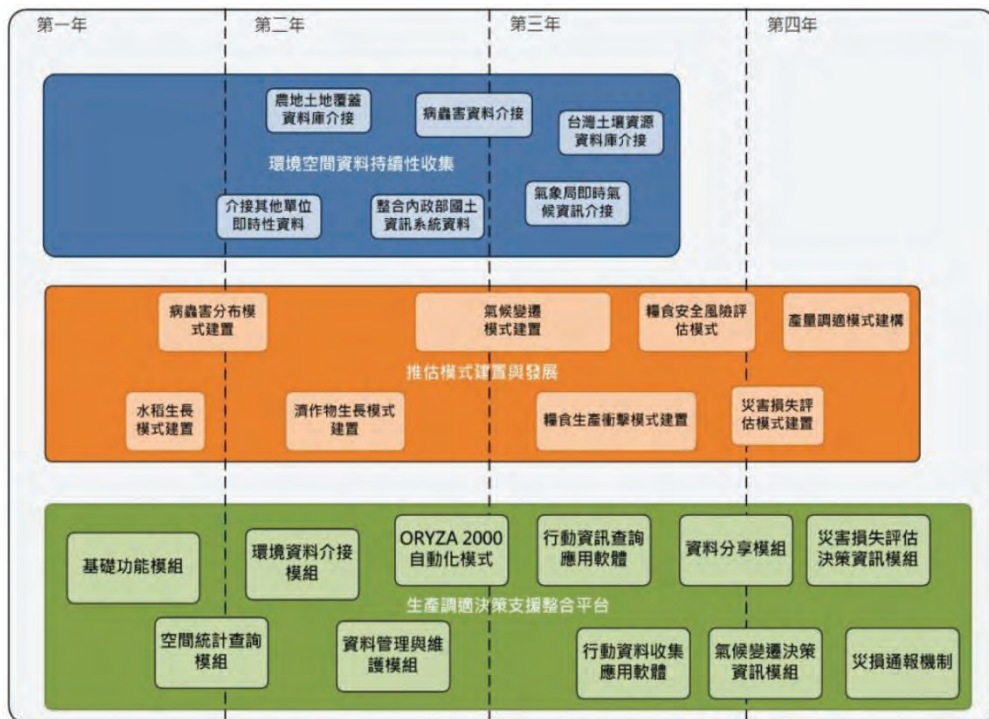 第一年
第二年
第三年
第四年
農地土地覆蓋
資料庫介接
病蟲害資料介接
台灣土壤資源
資料庫介接
環境空間資料持續性收集
介接其他單位
即時性資料
整合內政部國土
資訊系統資料
氣象局即時氣
候資訊介接
病蟲害分布模
式建置
氣候變遷
模式建置
糧食安全風險評
估模式
產量調適模式建構
推估模式建置與發展
水稻生長
模式建置
濟作物生長模式
建置
糧食生產衝擊模式建置
災害損失評
估模式建置
基礎功能模組
環境資料介接
模組
ORYZA 2000
自動化模式
行動資訊查詢
應用軟體
資料分享模組
災害損失評估
決策資訊模組
生產調適決策支援整合平台
空間統計查詢
模組
資料管理與維
護模組
行動資料收集
應用軟體
氣候變遷決策
資訊模組
災損通報機制